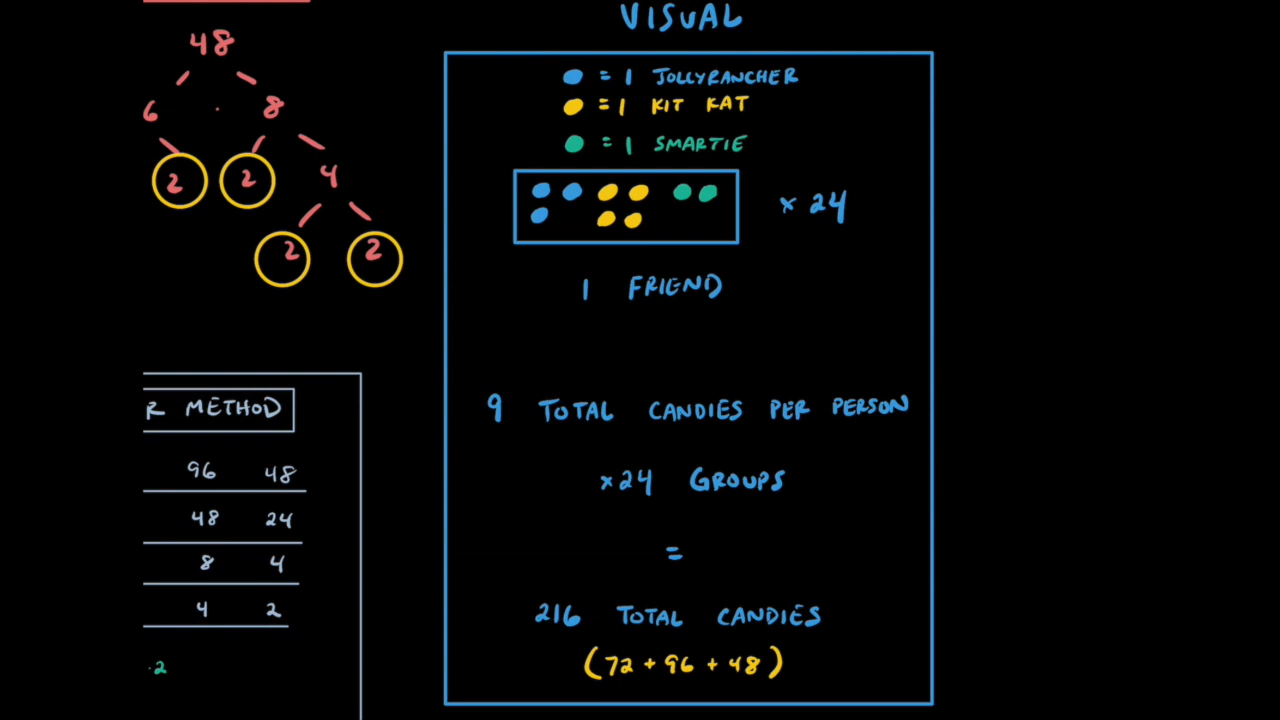 48
6 · 8
2 2 4
2 2
R METHOD
96 48
48 24
8 4
4 2
·2
VISUAL
= 1 JOLLYRANCHER
= 1 KIT KAT
= 1 SMARTIE
× 24
1 FRIEND
9 TOTAL CANDIES PER PERSON
×24 GROUPS
=
216 TOTAL CANDIES
(72 + 96 + 48)